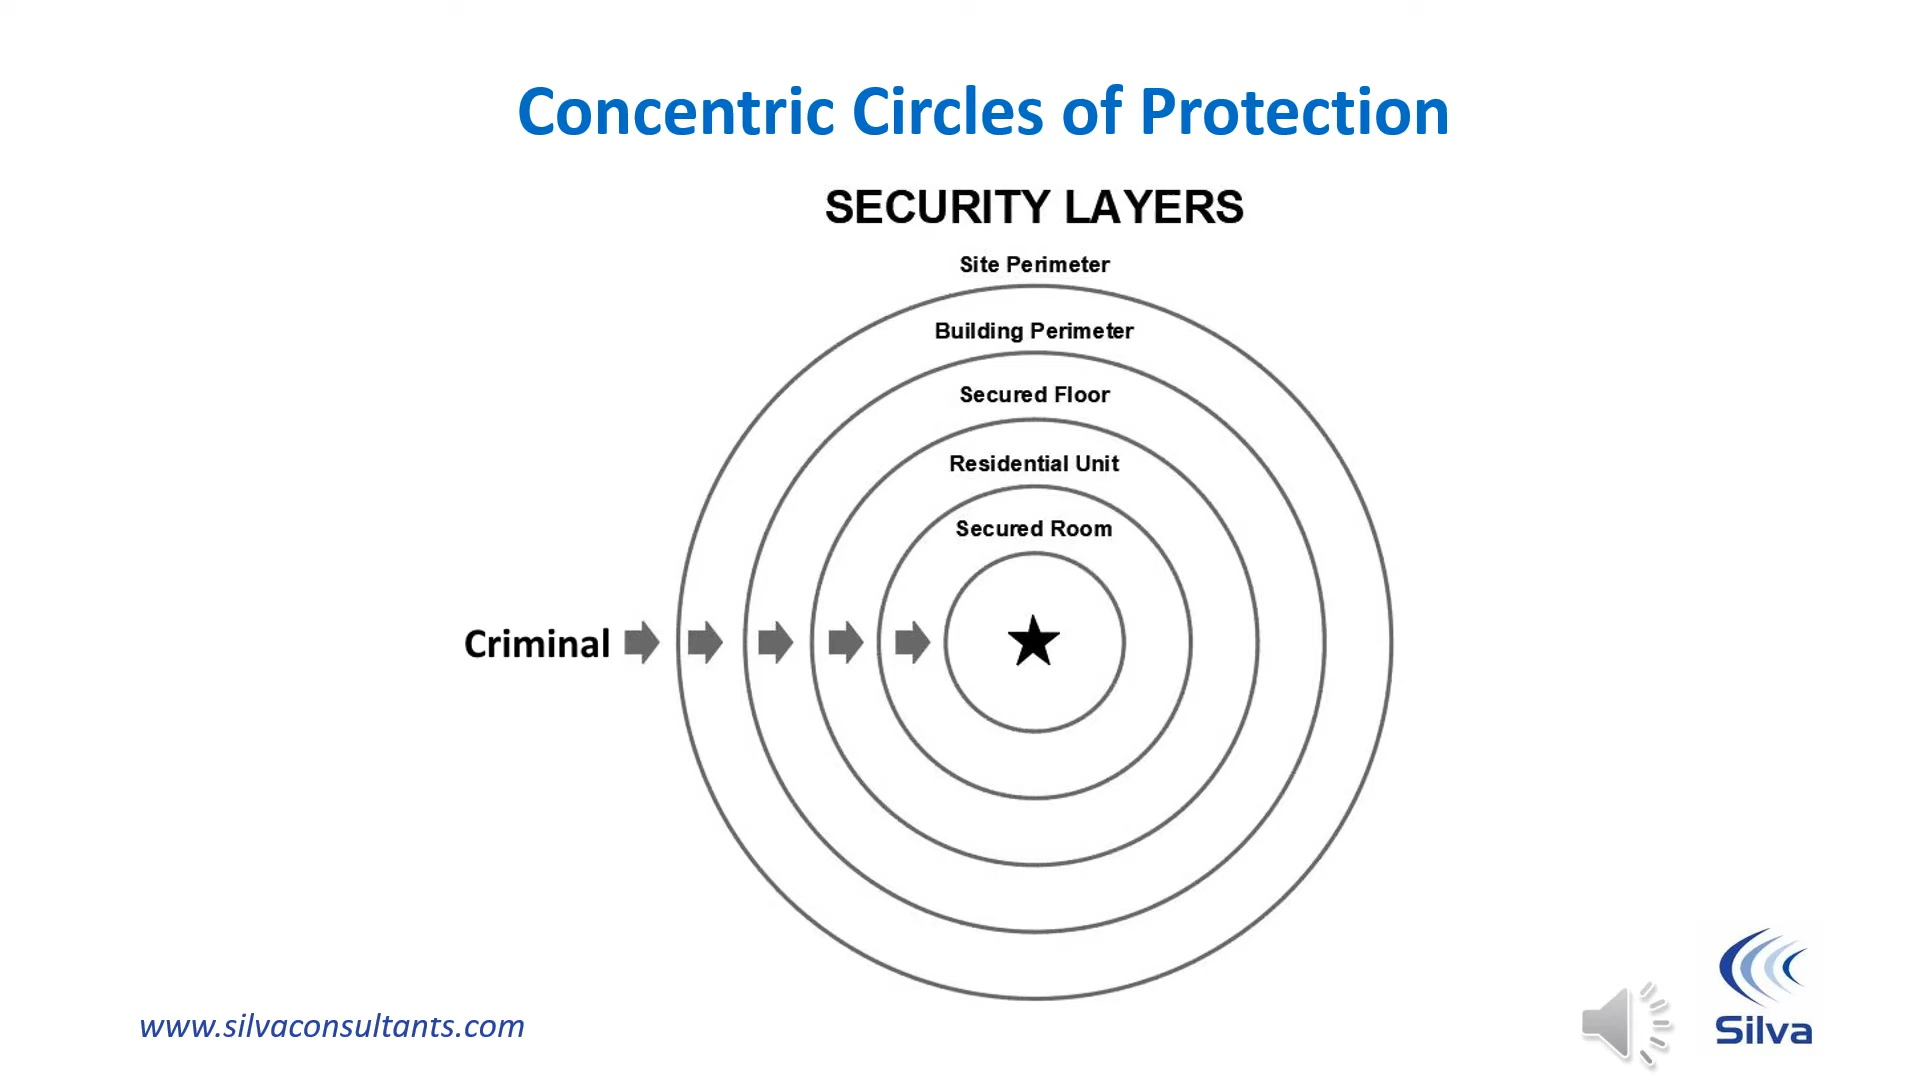 Concentric Circles of Protection
SECURITY LAYERS
Site Perimeter
Building Perimeter
Secured Floor
Residential Unit
Secured Room
Criminal
www.silvaconsultants.com
Silva